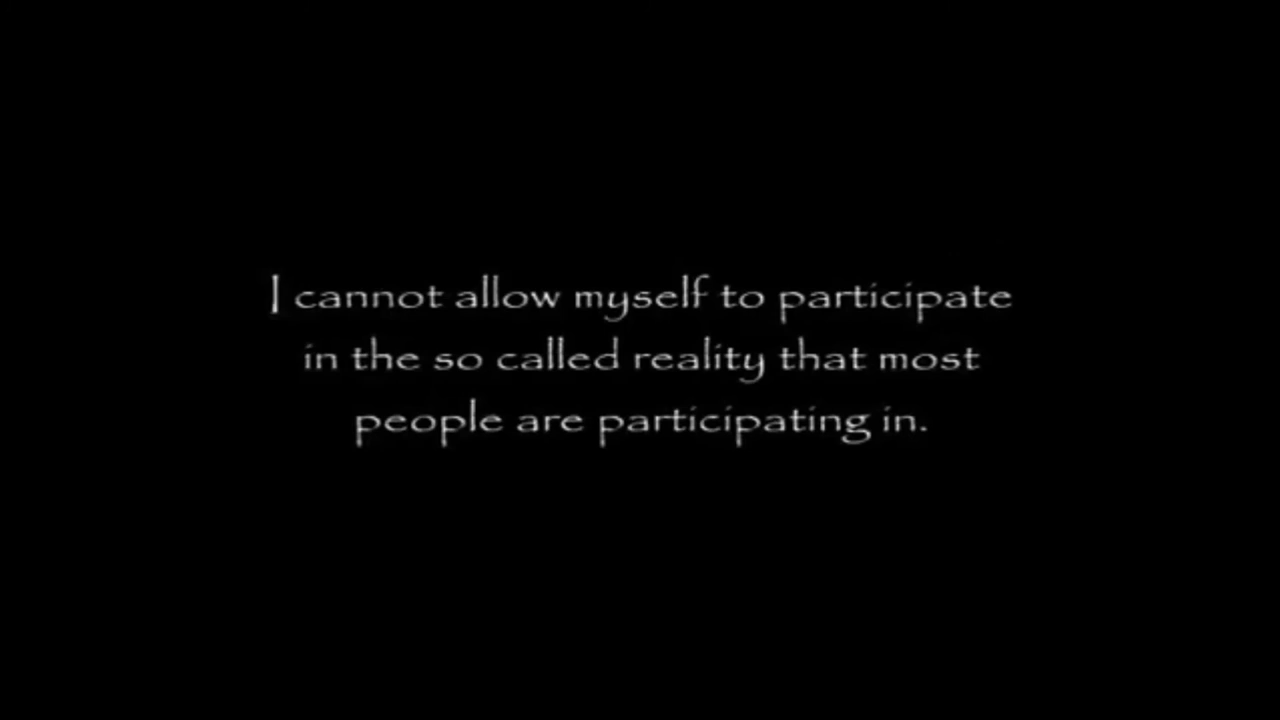 I cannot allow myself to participate
in the so called reality that most
people are participating in.